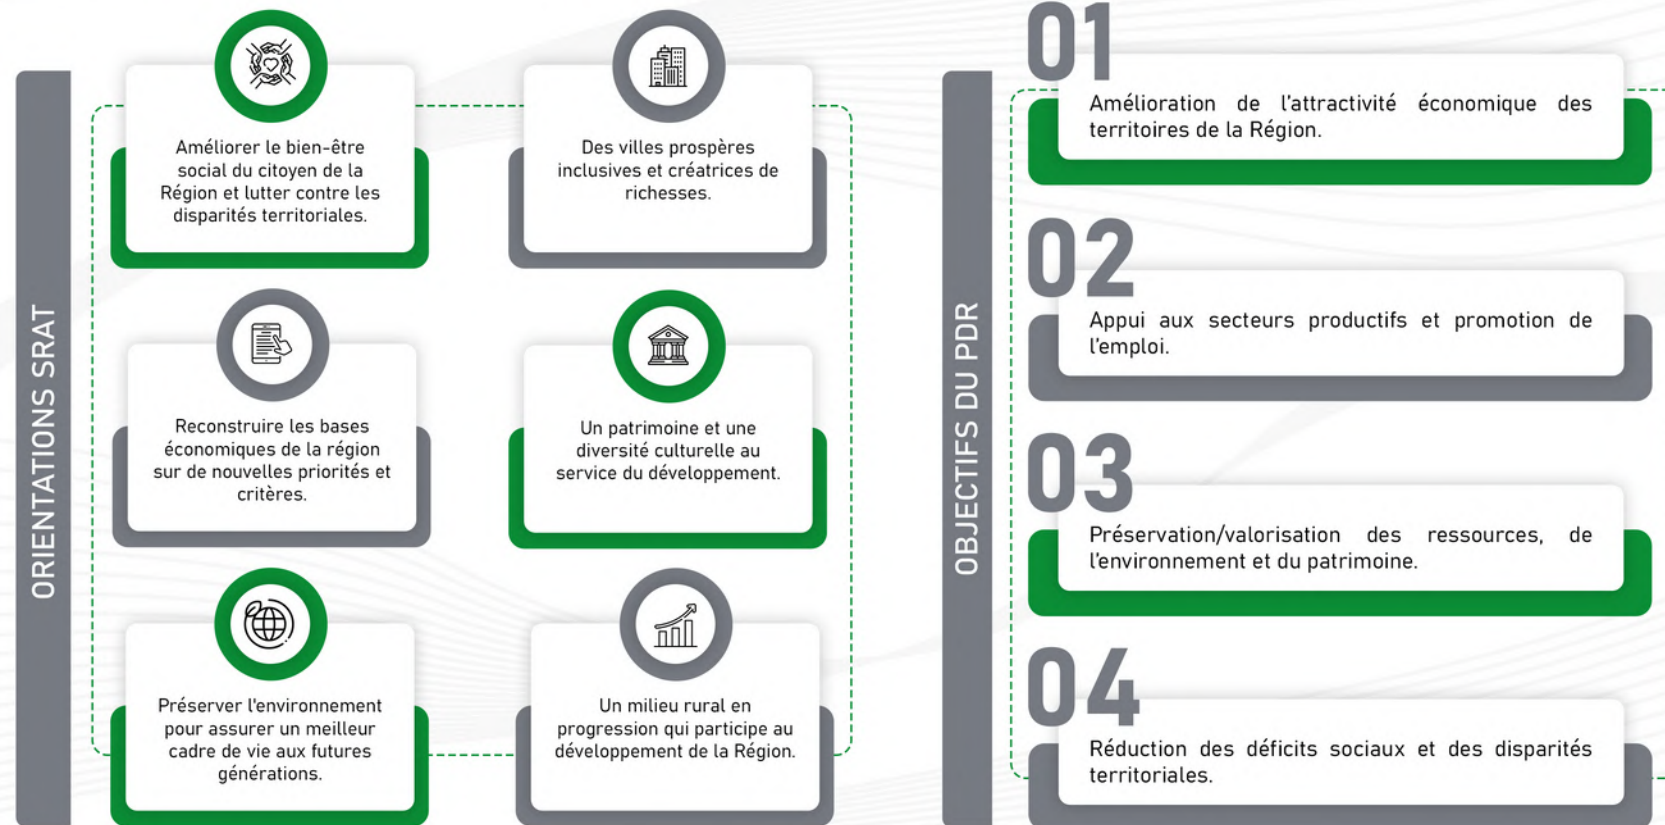 ORIENTATIONS SRAT
Améliorer le bien-être
social du citoyen de la
Région et lutter contre les
disparités territoriales.
Des villes prospères
inclusives et créatrices de
richesses.
Reconstruire les bases
économiques de la région
sur de nouvelles priorités et
critères.
Un patrimoine et une
diversité culturelle au
service du développement.
Préserver l'environnement
pour assurer un meilleur
cadre de vie aux futures
générations.
Un milieu rural en
progression qui participe au
développement de la Région.
OBJECTIFS DU PDR
01
Amélioration de l'attractivité économique des
territoires de la Région.
02
Appui aux secteurs productifs et promotion de
l'emploi.
03
Préservation/valorisation des ressources, de
l'environnement et du patrimoine.
04
Réduction des déficits sociaux et des disparités
territoriales.